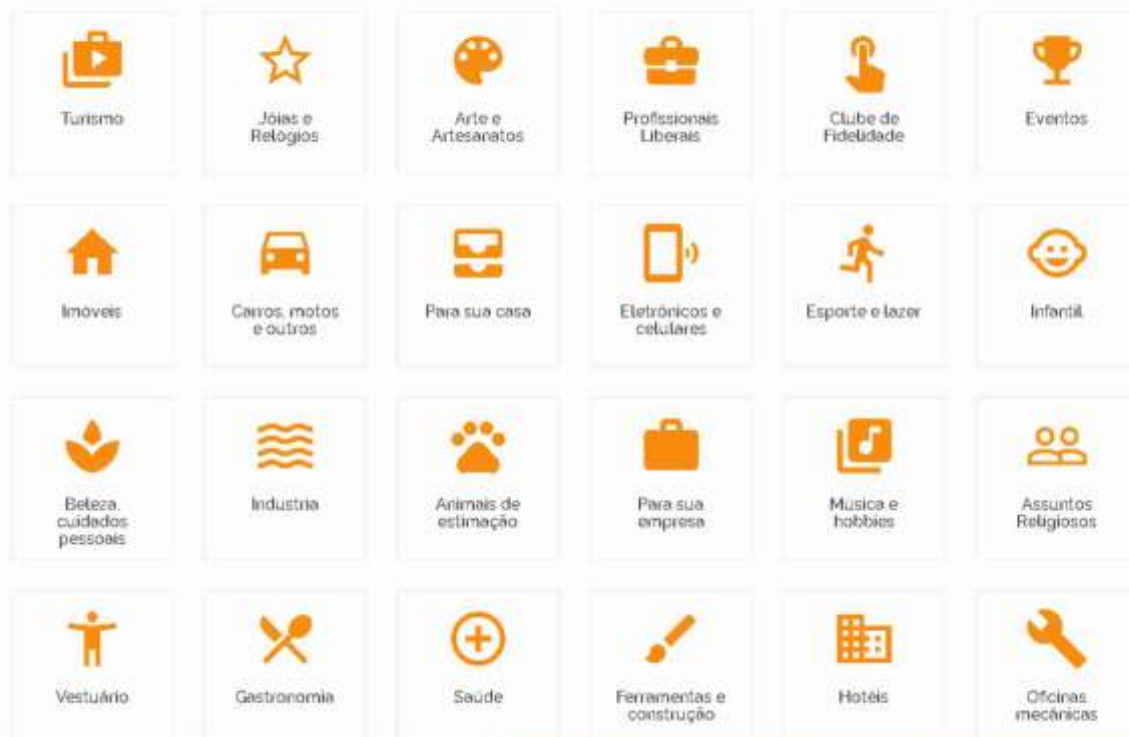 Turismo
Jóias e
Relógios
Arte e
Artesanatos
Profissionais
Liberais
Clube de
Fidelidade
Eventos
Imóveis
Carros, motos
e outros
Para sua casa
Eletrônicos e
celulares
Esporte e lazer
Infantil
Beleza,
cuidados
pessoais
Industria
Animais de
estimação
Para sua
empresa
Música e
hobbies
Assuntos
Religiosos
Vestuário
Gastronomia
Saúde
Ferramentas e
construção
Hotéis
Oficinas
mecânicas